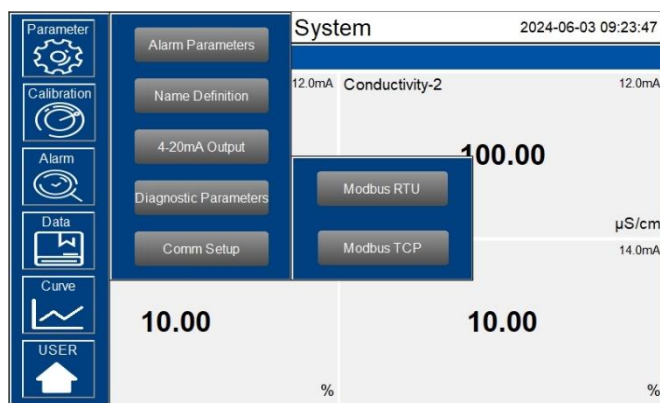 Parameter
Calibration
Alarm
Data
Curve
USER
Alarm Parameters
Name Definition
4-20mA Output
Diagnostic Parameters
Comm Setup
Modbus RTU
Modbus TCP
System
2024-06-03 09:23:47
12.0mA
Conductivity-2
12.0mA
100.00
µS/cm
14.0mA
10.00
%
10.00
%